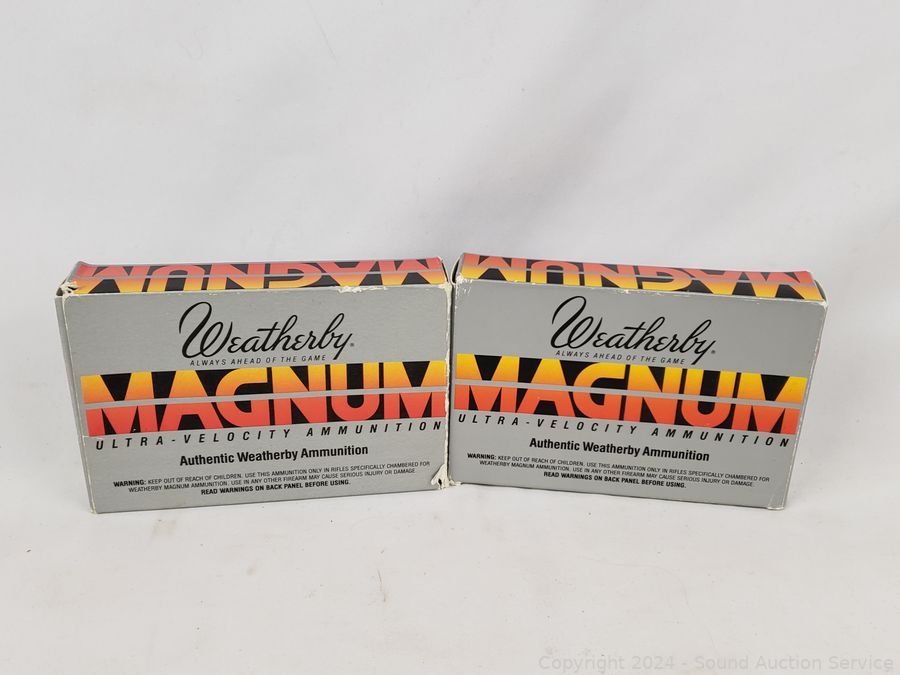 MAGNUM
Weatherby®
ALWAYS AHEAD OF THE GAME
MAGNUM
ULTRA-VELOCITY AMMUNITION
Authentic Weatherby Ammunition
WARNING: KEEP OUT OF REACH OF CHILDREN. USE THIS AMMUNITION ONLY IN RIFLES SPECIFICALLY CHAMBERED FOR
WEATHERBY MAGNUM AMMUNITION. USE IN ANY OTHER FIREARM MAY CAUSE SERIOUS INJURY OR DAMAGE.
READ WARNINGS ON BACK PANEL BEFORE USING.
MAGNUM
Weatherby®
ALWAYS AHEAD OF THE GAME
MAGNUM
ULTRA-VELOCITY AMMUNITION
Authentic Weatherby Ammunition
WARNING: KEEP OUT OF REACH OF CHILDREN. USE THIS AMMUNITION ONLY IN RIFLES SPECIFICALLY CHAMBERED FOR
WEATHERBY MAGNUM AMMUNITION. USE IN ANY OTHER FIREARM MAY CAUSE SERIOUS INJURY OR DAMAGE.
READ WARNINGS ON BACK PANEL BEFORE USING.
Copyright 2024 - Sound Auction Service